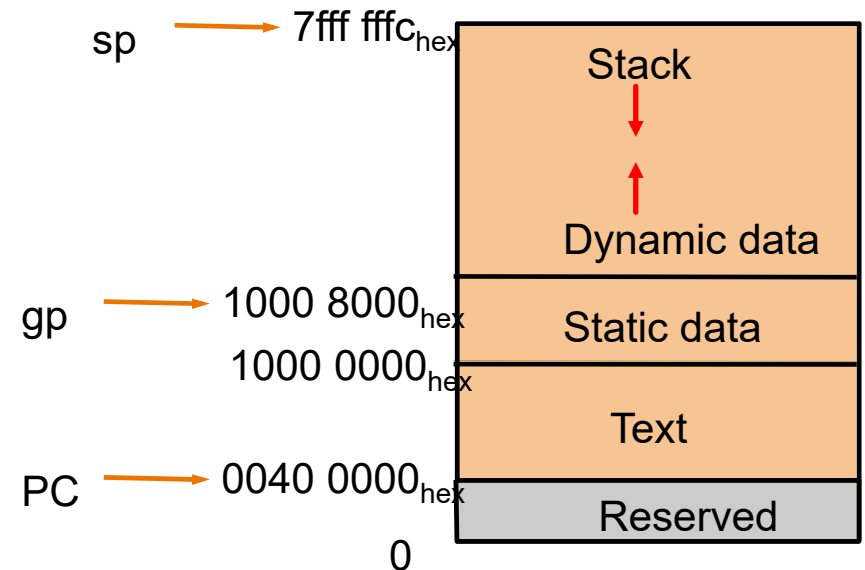 sp 7fff fffchex
Stack
Dynamic data
gp 1000 8000hex
Static data
1000 0000hex
Text
PC 0040 0000hex
Reserved
0